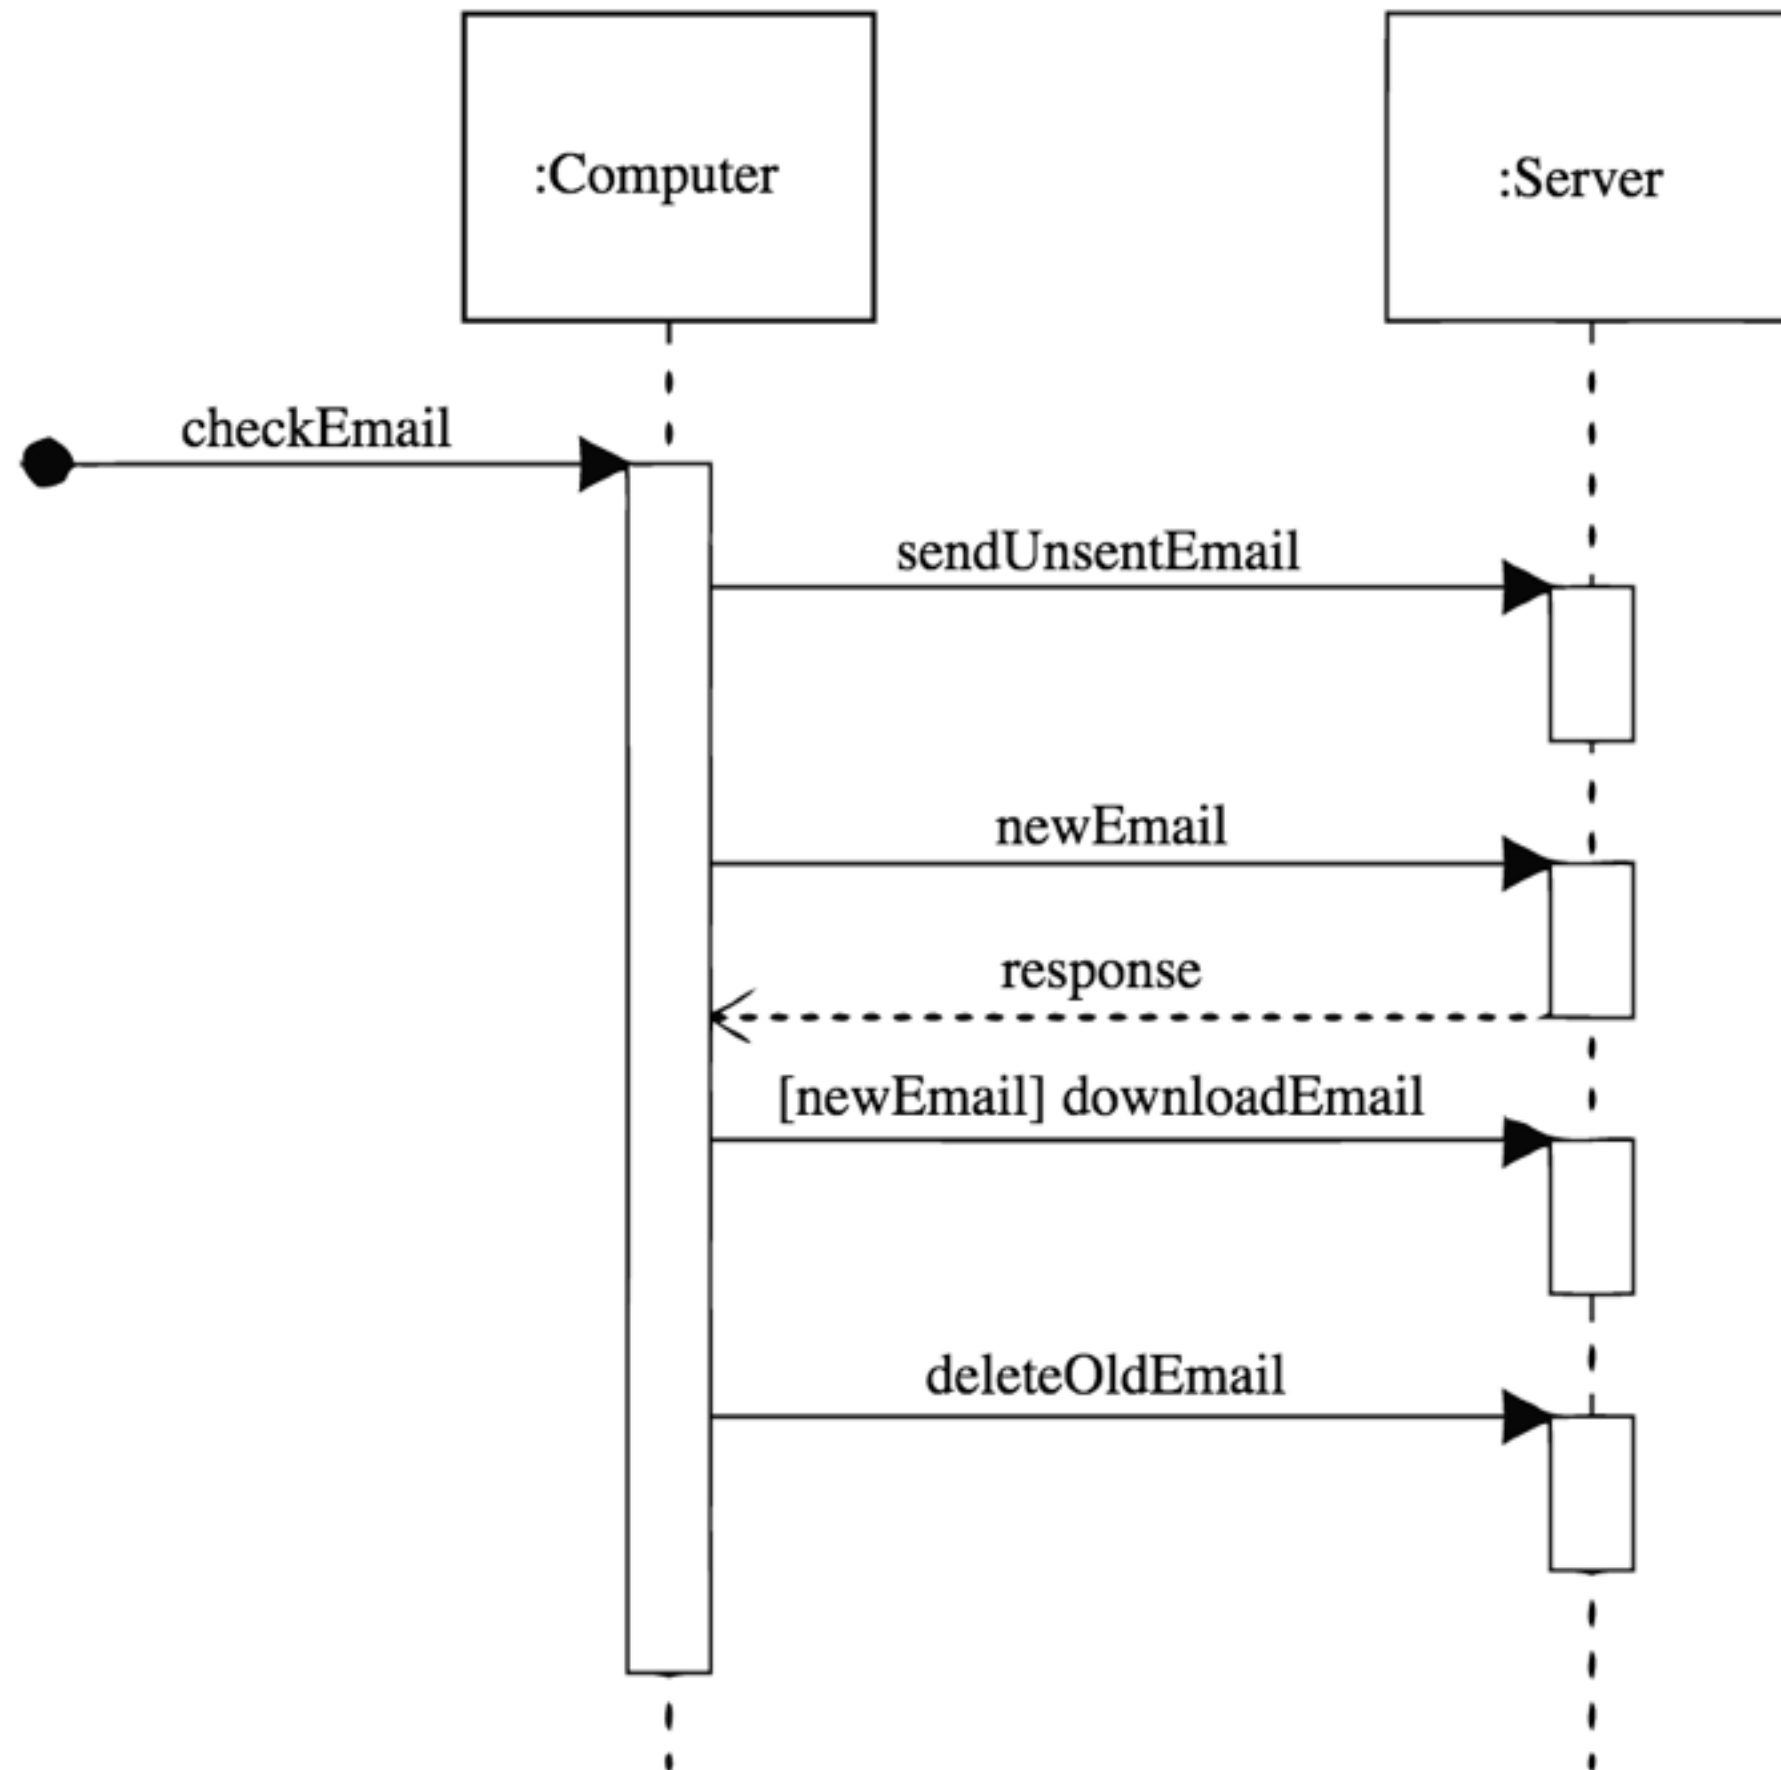 :Computer
:Server
checkEmail
sendUnsentEmail
newEmail
response
[newEmail] downloadEmail
deleteOldEmail